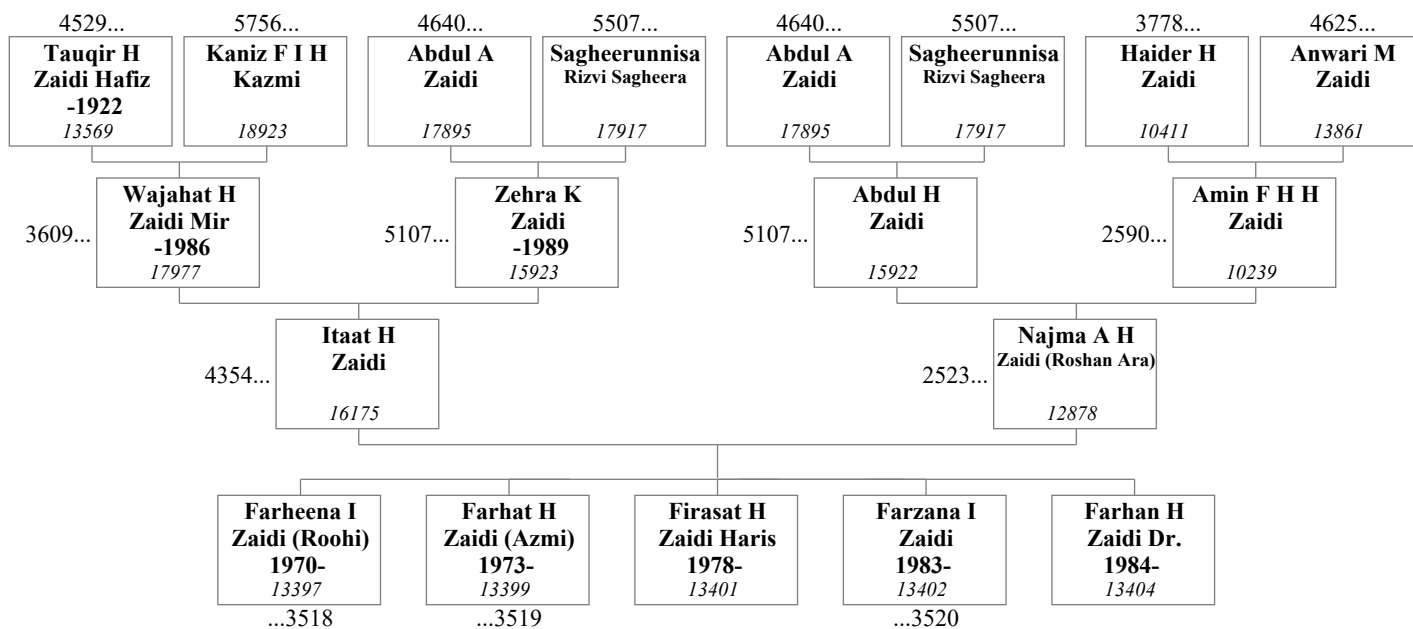 4529...
5756...
4640...
5507...
4640...
5507...
3778...
4625...
Tauqir H
Zaidi Hafiz
-1922
13569
Kaniz F I H
Kazmi
18923
Abdul A
Zaidi
17895
Sagheerunnisa
Rizvi Sagheera
17917
Abdul A
Zaidi
17895
Sagheerunnisa
Rizvi Sagheera
17917
Haider H
Zaidi
10411
Anwari M
Zaidi
13861
3609...
Wajahat H
Zaidi Mir
-1986
17977
5107...
Zehra K
Zaidi
-1989
15923
5107...
Abdul H
Zaidi
15922
2590...
Amin F H H
Zaidi
10239
4354...
Itaat H
Zaidi
16175
2523...
Najma A H
Zaidi (Roshan Ara)
12878
Farheena I
Zaidi (Roohi)
1970-
13397
...3518
Farhat H
Zaidi (Azmi)
1973-
13399
...3519
Firasat H
Zaidi Haris
1978-
13401
Farzana I
Zaidi
1983-
13402
...3520
Farhan H
Zaidi Dr.
1984-
13404